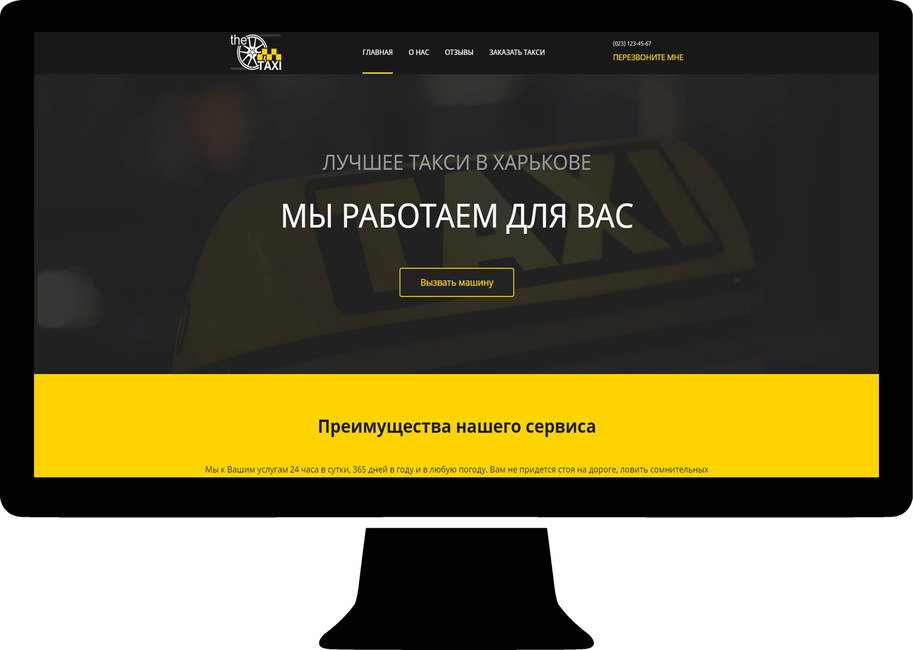 the
TAXI
ГЛАВНАЯ
О НАС
ОТЗЫВЫ
ЗАКАЗАТЬ ТАКСИ
(023) 123-45-67
ПЕРЕЗВОНИТЕ МНЕ
TAXI
ЛУЧШЕЕ ТАКСИ В ХАРЬКОВЕ
МЫ РАБОТАЕМ ДЛЯ ВАС
Вызвать машину
Преимущества нашего сервиса
Мы к Вашим услугам 24 часа в сутки, 365 дней в году и в любую погоду. Вам не придется стоя на дороге, ловить сомнительных